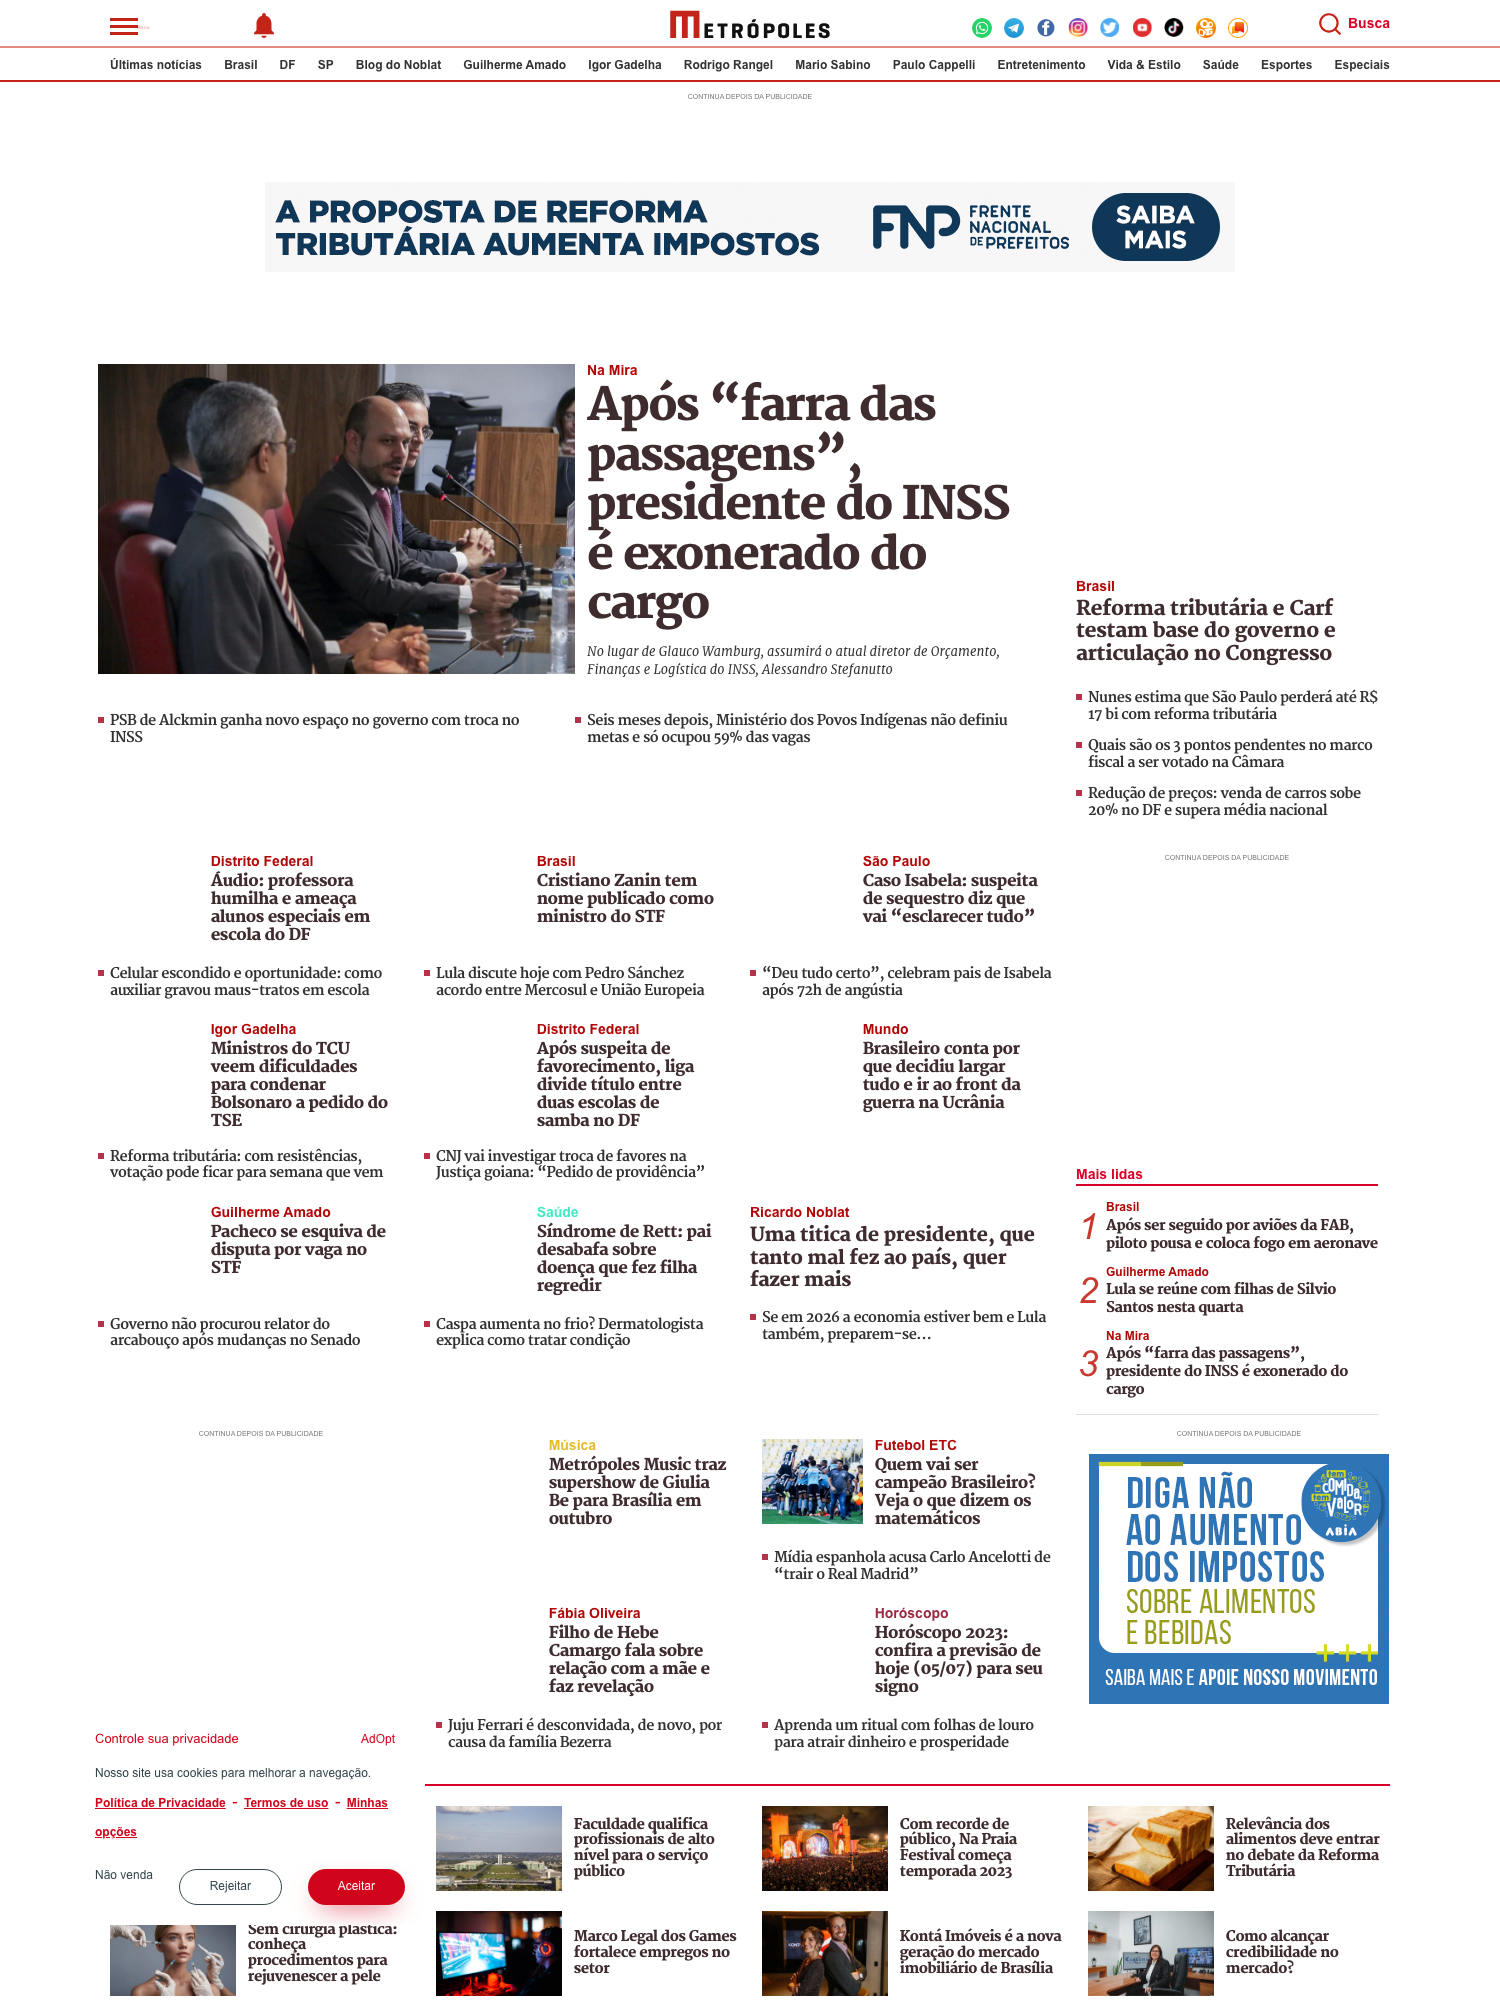 METRÓPOLES
Busca
Últimas notícias Brasil DF SP Blog do Noblat Guilherme Amado Igor Gadelha Rodrigo Rangel Mario Sabino Paulo Cappelli Entretenimento Vida & Estilo Saúde Esportes Especiais
CONTINUA DEPOIS DA PUBLICIDADE
A PROPOSTA DE REFORMA
TRIBUTÁRIA AUMENTA IMPOSTOS
FNP
FRENTE
NACIONAL
DE PREFEITOS
SAIBA
MAIS
Na Mira
Após “farra das
passagens”,
presidente do INSS
é exonerado do
cargo
No lugar de Glauco Wamburg, assumirá o atual diretor de Orçamento,
Finanças e Logística do INSS, Alessandro Stefanutto
PSB de Alckmin ganha novo espaço no governo com troca no
INSS
Seis meses depois, Ministério dos Povos Indígenas não definiu
metas e só ocupou 59% das vagas
Brasil
Reforma tributária e Carf
testam base do governo e
articulação no Congresso
Nunes estima que São Paulo perderá até R$
17 bi com reforma tributária
Quais são os 3 pontos pendentes no marco
fiscal a ser votado na Câmara
Redução de preços: venda de carros sobe
20% no DF e supera média nacional
CONTINUA DEPOIS DA PUBLICIDADE
Distrito Federal
Áudio: professora
humilha e ameaça
alunos especiais em
escola do DF
Celular escondido e oportunidade: como
auxiliar gravou maus-tratos em escola
Brasil
Cristiano Zanin tem
nome publicado como
ministro do STF
Lula discute hoje com Pedro Sánchez
acordo entre Mercosul e União Europeia
São Paulo
Caso Isabela: suspeita
de sequestro diz que
vai “esclarecer tudo”
“Deu tudo certo”, celebram pais de Isabela
após 72h de angústia
Igor Gadelha
Ministros do TCU
veem dificuldades
para condenar
Bolsonaro a pedido do
TSE
Reforma tributária: com resistências,
votação pode ficar para semana que vem
Distrito Federal
Após suspeita de
favorecimento, liga
divide título entre
duas escolas de
samba no DF
CNJ vai investigar troca de favores na
Justiça goiana: “Pedido de providência”
Mundo
Brasileiro conta por
que decidiu largar
tudo e ir ao front da
guerra na Ucrânia
Guilherme Amado
Pacheco se esquiva de
disputa por vaga no
STF
Governo não procurou relator do
arcabouço após mudanças no Senado
Saúde
Síndrome de Rett: pai
desabafa sobre
doença que fez filha
regredir
Caspa aumenta no frio? Dermatologista
explica como tratar condição
Ricardo Noblat
Uma titica de presidente, que
tanto mal fez ao país, quer
fazer mais
Se em 2026 a economia estiver bem e Lula
também, preparem-se…
Mais lidas
1
Brasil
Após ser seguido por aviões da FAB,
piloto pousa e coloca fogo em aeronave
2
Guilherme Amado
Lula se reúne com filhas de Silvio
Santos nesta quarta
3
Na Mira
Após “farra das passagens”,
presidente do INSS é exonerado do
cargo
CONTINUA DEPOIS DA PUBLICIDADE
Música
Metrópoles Music traz
supershow de Giulia
Be para Brasília em
outubro
Futebol ETC
Quem vai ser
campeão Brasileiro?
Veja o que dizem os
matemáticos
Mídia espanhola acusa Carlo Ancelotti de
“trair o Real Madrid”
CONTINUA DEPOIS DA PUBLICIDADE
DIGA NÃO
AO AUMENTO
DOS IMPOSTOS
SOBRE ALIMENTOS
E BEBIDAS
tem
COMIDA,
tem
VALOR
ABIA
SAIBA MAIS E APOIE NOSSO MOVIMENTO
Fábia Oliveira
Filho de Hebe
Camargo fala sobre
relação com a mãe e
faz revelação
Juju Ferrari é desconvidada, de novo, por
causa da família Bezerra
Horóscopo
Horóscopo 2023:
confira a previsão de
hoje (05/07) para seu
signo
Aprenda um ritual com folhas de louro
para atrair dinheiro e prosperidade
Controle sua privacidade
AdOpt
Nosso site usa cookies para melhorar a navegação.
Política de Privacidade - Termos de uso - Minhas
opções
Não venda
Rejeitar
Aceitar
Faculdade qualifica
profissionais de alto
nível para o serviço
público
Com recorde de
público, Na Praia
Festival começa
temporada 2023
Relevância dos
alimentos deve entrar
no debate da Reforma
Tributária
Sem cirurgia plástica:
conheça
procedimentos para
rejuvenescer a pele
Marco Legal dos Games
fortalece empregos no
setor
Kontá Imóveis é a nova
geração do mercado
imobiliário de Brasília
Como alcançar
credibilidade no
mercado?